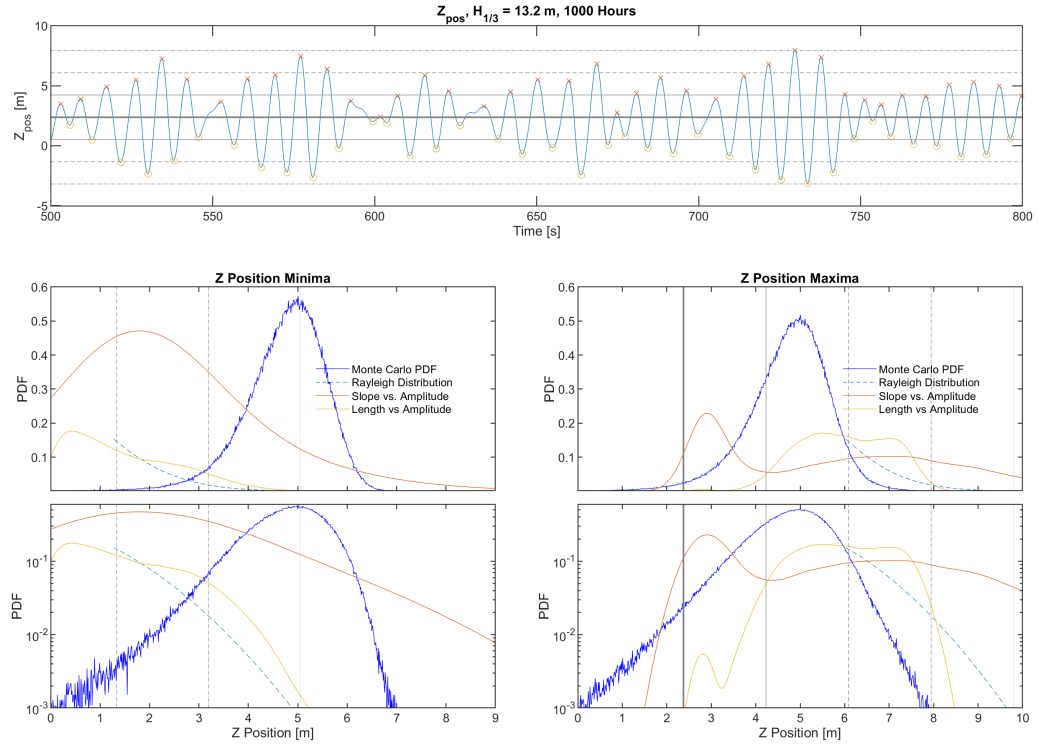 Z_pos, H_1/3 = 13.2 m, 1000 Hours
Z_pos [m]
10
5
0
-5
500
550
600
650
700
750
800
Time [s]
Z Position Minima
PDF
0.6
0.5
0.4
0.3
0.2
0.1
Monte Carlo PDF
Rayleigh Distribution
Slope vs. Amplitude
Length vs Amplitude
Z Position Maxima
PDF
0.6
0.5
0.4
0.3
0.2
0.1
Monte Carlo PDF
Rayleigh Distribution
Slope vs. Amplitude
Length vs Amplitude
PDF
10^-1
10^-2
10^-3
0 1 2 3 4 5 6 7 8 9
Z Position [m]
PDF
10^-1
10^-2
10^-3
0 1 2 3 4 5 6 7 8 9 10
Z Position [m]